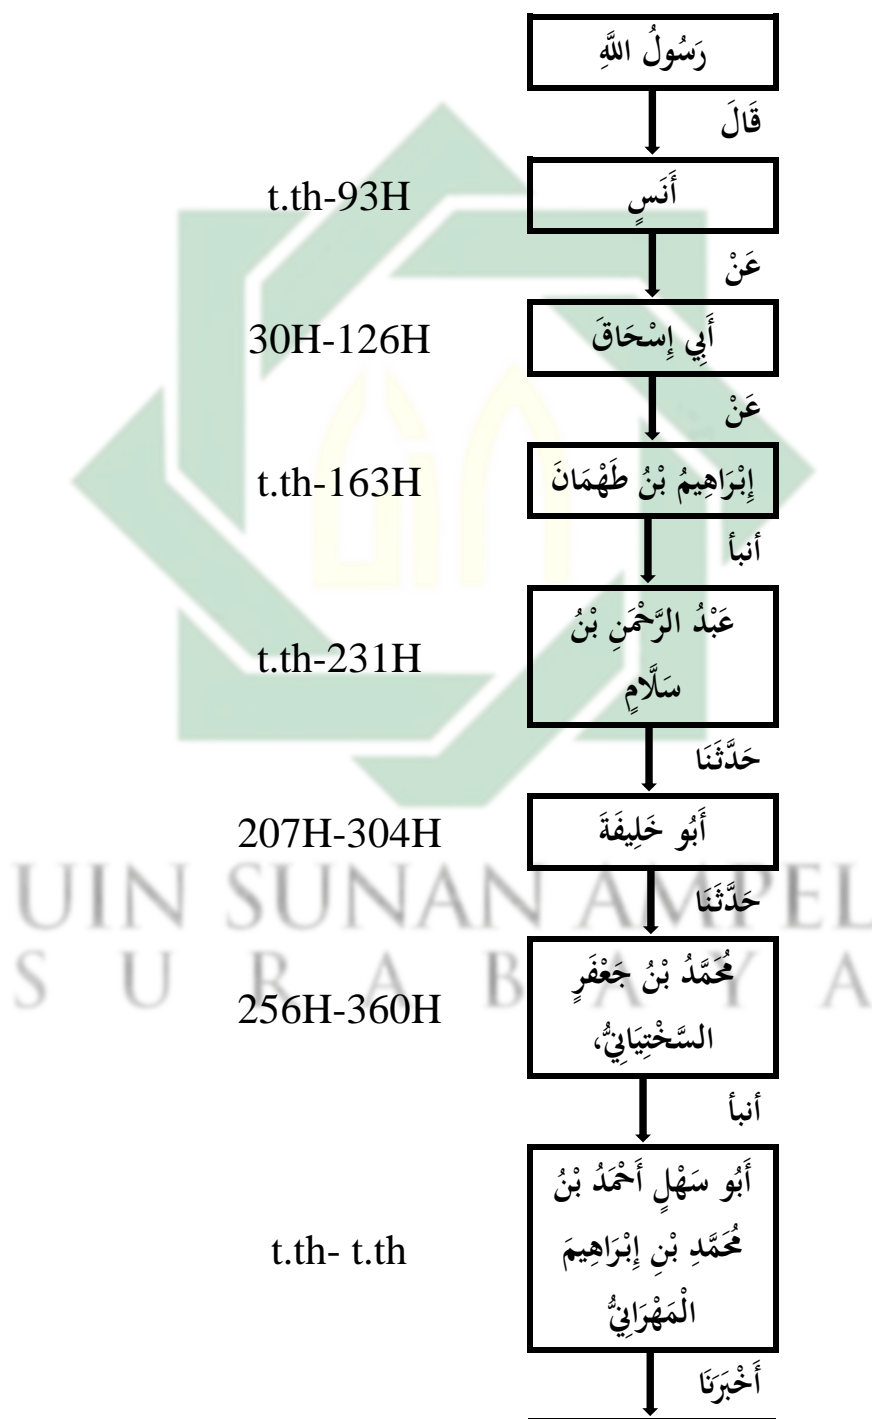 رَسُولُ اللَّهِ
قَالَ
t.th-93H
أَنَسٍ
عَنْ
30H-126H
أَبِي إِسْحَاقَ
عَنْ
t.th-163H
إِبْرَاهِيمُ بْنُ طَهْمَانَ
أنبأ
t.th-231H
عَبْدُ الرَّحْمَنِ بْنُ
سَلَّامٍ
حَدَّثَنَا
207H-304H
أَبُو خَلِيفَةَ
حَدَّثَنَا
UIN SUNAN AMPEL
S U R A B A Y A
256H-360H
مُحَمَّدُ بْنُ جَعْفَرٍ
السَّخْتِيَانِيُّ،
أنبأ
t.th- t.th
أَبُو سَهْلٍ أَحْمَدُ بْنُ
مُحَمَّدِ بْنِ إِبْرَاهِيمَ
الْمَهْرَانِيُّ
أَخْبَرَنَا